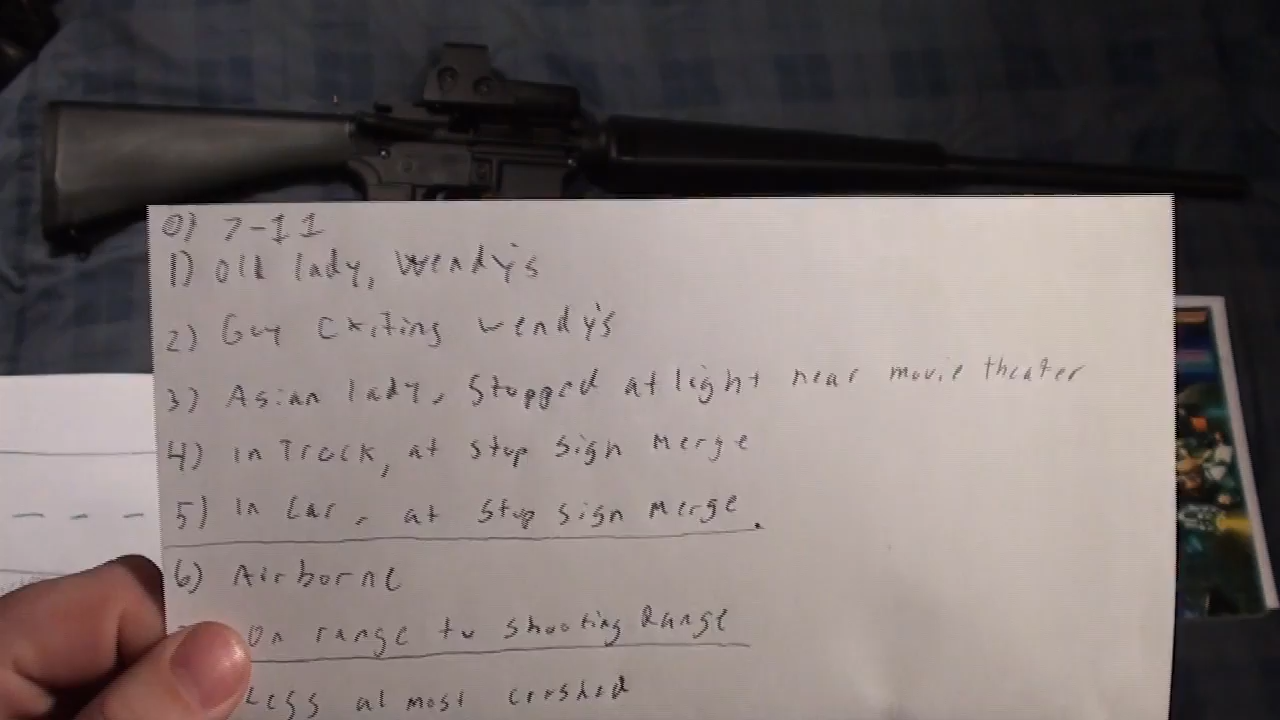 0) 7-11
1) Old lady, Wendy's
2) Guy Exiting Wendy's
3) Asian lady, Stopped at light near movie theater
4) in Truck, at stop sign Merge
5) in Car, at Stop sign Merge.
6) Airborne
On range to shooting Range
Legs almost crushed